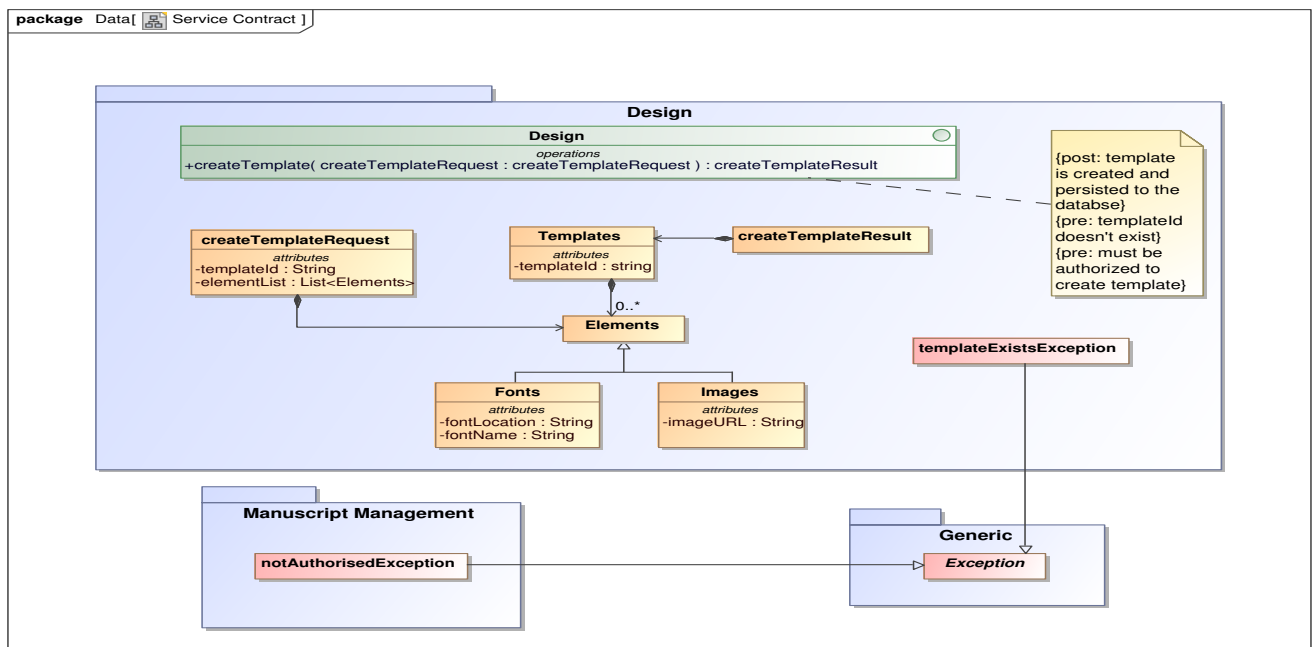 package Data[ Service Contract ]
Design
Design
operations
+createTemplate( createTemplateRequest : createTemplateRequest ) : createTemplateResult
{post: template
is created and
persisted to the
databse}
{pre: templateId
doesn't exist}
{pre: must be
authorized to
create template}
createTemplateRequest
attributes
-templateId : String
-elementList : List<Elements>
Templates
attributes
-templateId : string
createTemplateResult
0..*
Elements
templateExistsException
Fonts
attributes
-fontLocation : String
-fontName : String
Images
attributes
-imageURL : String
Manuscript Management
notAuthorisedException
Generic
Exception